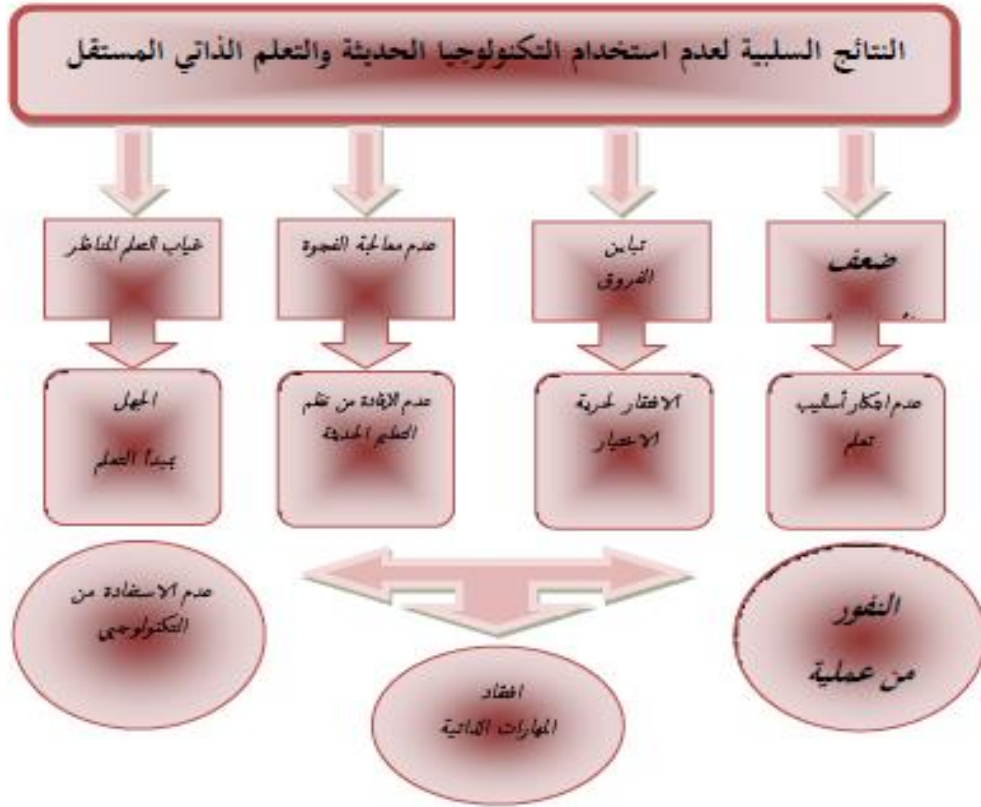 النتائج السلبية لعدم استخدام التكنولوجيا الحديثة والتعلم الذاتي المستقل
ضعف
تباين
الفروق
عدم معالجة الفجوة
غياب التعلم المناظر
عدم ابتكار أساليب
تعلم
الافتقار لحرية
الاختيار
عدم الإفادة من نظم
التعليم الحديثة
الجهل
بمبدأ التعلم
النفور
من عملية
افتقاد
المهارات الذاتية
عدم الاستفادة من
التكنولوجيي